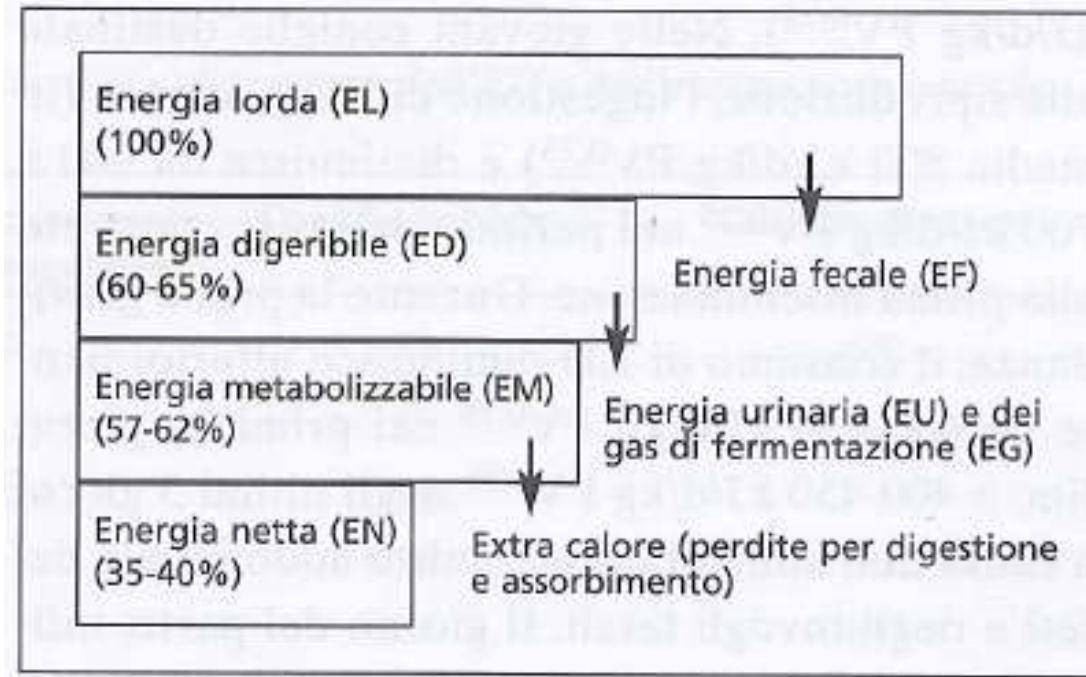 Energia lorda (EL)
(100%)
Energia digeribile (ED)
(60-65%)
Energia fecale (EF)
Energia metabolizzabile (EM)
(57-62%)
Energia urinaria (EU) e dei
gas di fermentazione (EG)
Energia netta (EN)
(35-40%)
Extra calore (perdite per digestione
e assorbimento)